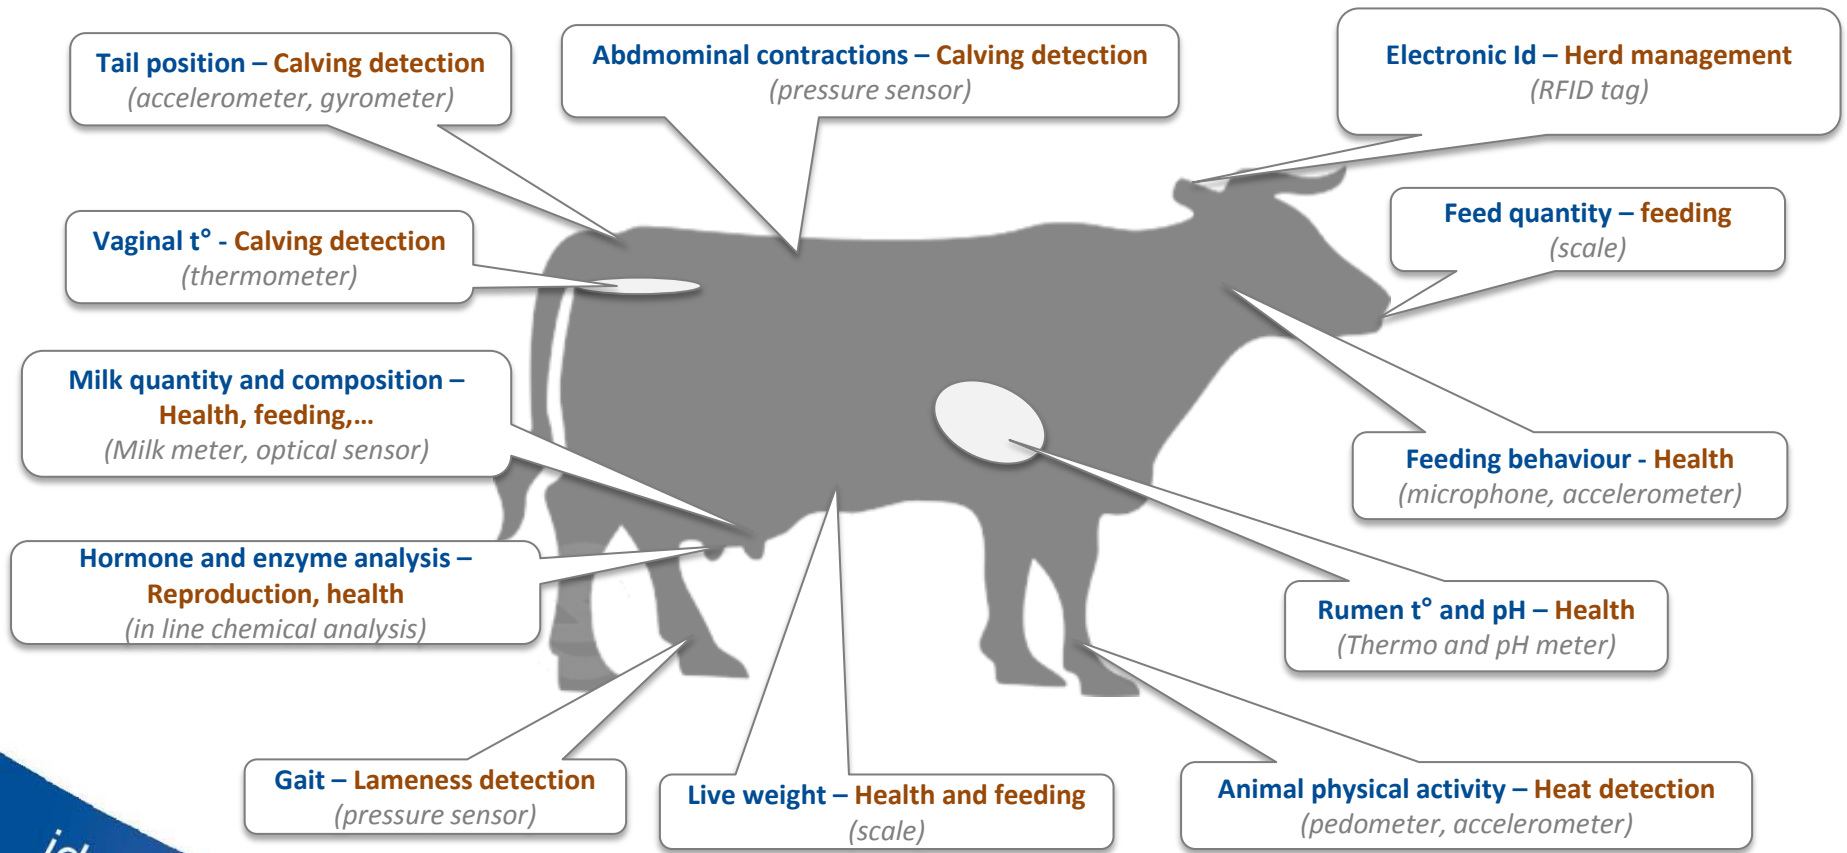 Tail position – Calving detection
(accelerometer, gyrometer)
Abdmominal contractions – Calving detection
(pressure sensor)
Electronic Id – Herd management
(RFID tag)
Vaginal t° - Calving detection
(thermometer)
Feed quantity – feeding
(scale)
Milk quantity and composition –
Health, feeding,…
(Milk meter, optical sensor)
Feeding behaviour - Health
(microphone, accelerometer)
Hormone and enzyme analysis –
Reproduction, health
(in line chemical analysis)
Rumen t° and pH – Health
(Thermo and pH meter)
Gait – Lameness detection
(pressure sensor)
Live weight – Health and feeding
(scale)
Animal physical activity – Heat detection
(pedometer, accelerometer)